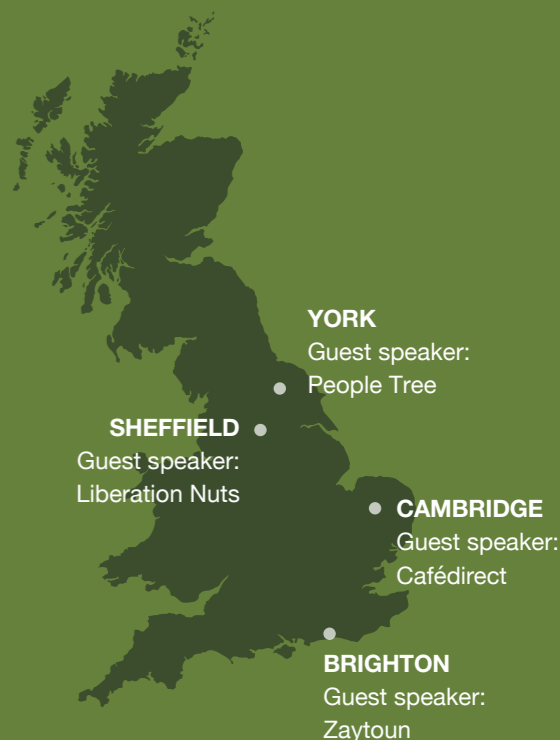 YORK
Guest speaker:
People Tree
SHEFFIELD
Guest speaker:
Liberation Nuts
CAMBRIDGE
Guest speaker:
Cafédirect
BRIGHTON
Guest speaker:
Zaytoun